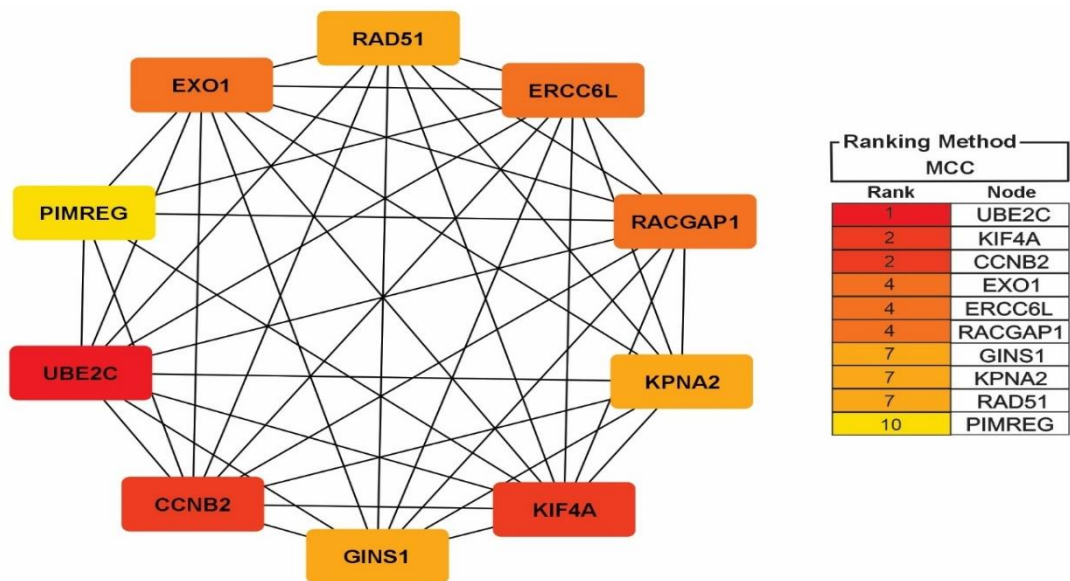 RAD51
EXO1
ERCC6L
PIMREG
RACGAP1
UBE2C
KPNA2
CCNB2
KIF4A
GINS1
Ranking Method
MCC
Rank Node
1 UBE2C
2 KIF4A
2 CCNB2
4 EXO1
4 ERCC6L
4 RACGAP1
7 GINS1
7 KPNA2
7 RAD51
10 PIMREG